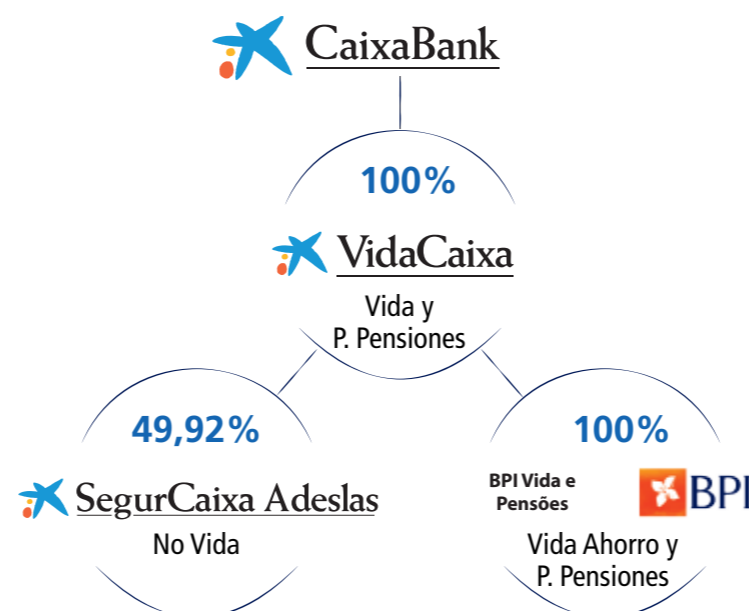 CaixaBank
100%
VidaCaixa
Vida y
P. Pensiones
49,92%
SegurCaixa Adeslas
No Vida
100%
BPI Vida e
Pensões
BPI
Vida Ahorro y
P. Pensiones